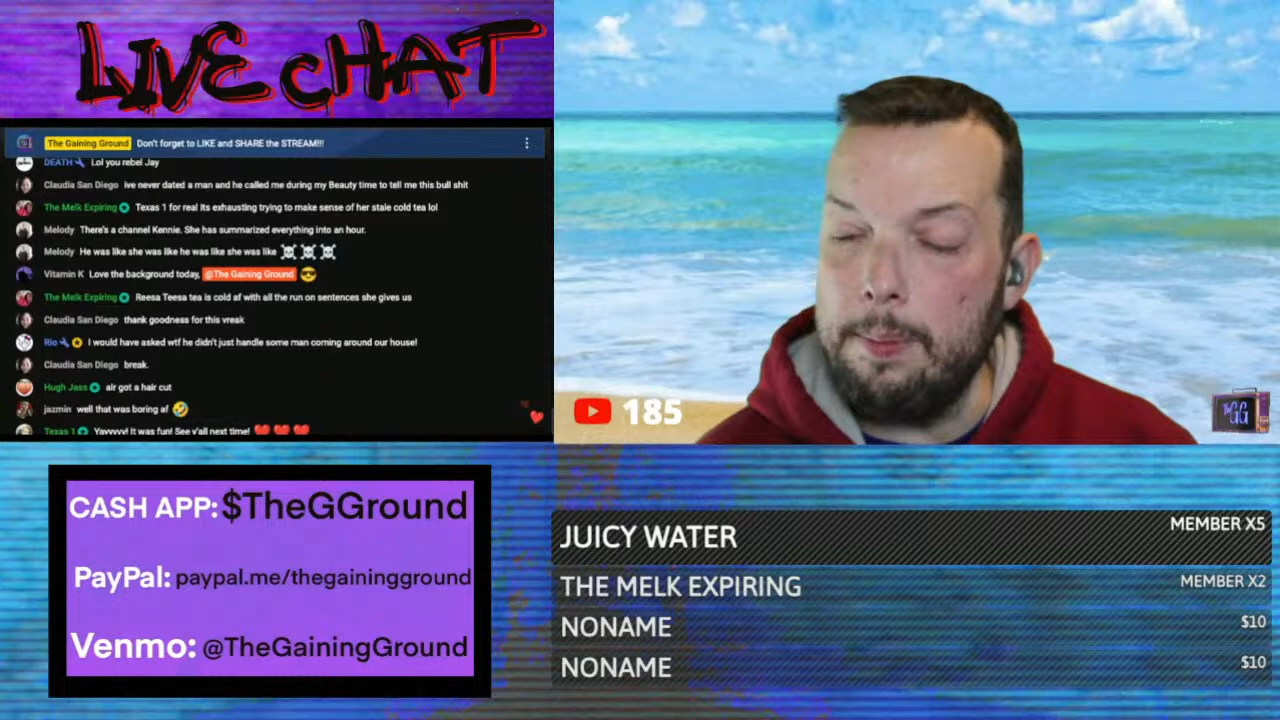 LIVE CHAT
The Gaining Ground Don't forget to LIKE and SHARE the STREAM!!!
DEATH Lol you rebel Jay
Claudia San Diego ive never dated a man and he called me during my Beauty time to tell me this bull shit
The Melk Expiring Texas 1 for real its exhausting trying to make sense of her stale cold tea lol
Melody There's a channel Kennie. She has summarized everything into an hour.
Melody He was like she was like he was like she was like ☠️☠️☠️
Vitamin K Love the background today, @The Gaining Ground 😎
The Melk Expiring Reesa Teesa tea is cold af with all the run on sentences she gives us
Claudia San Diego thank goodness for this vreak
Rio I would have asked wtf he didn't just handle some man coming around our house!
Claudia San Diego break.
Hugh Jass air got a hair cut
jazmin well that was boring af 🤣
Texas 1 Yayyyy! It was fun! See y'all next time! ❤️❤️❤️
185
THE GG
CASH APP: $TheGGround
PayPal: paypal.me/thegainingground
Venmo: @TheGainingGround
JUICY WATER MEMBER X5
THE MELK EXPIRING MEMBER X2
NONAME $10
NONAME $10